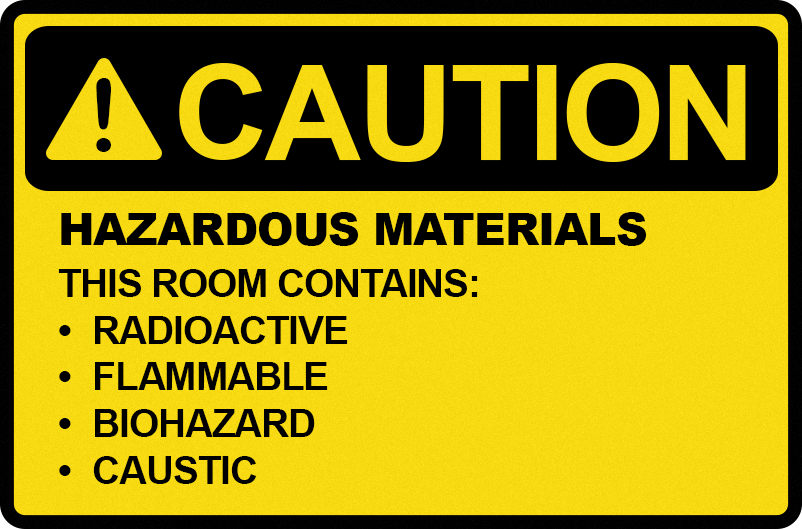 CAUTION
HAZARDOUS MATERIALS
THIS ROOM CONTAINS:
• RADIOACTIVE
• FLAMMABLE
• BIOHAZARD
• CAUSTIC